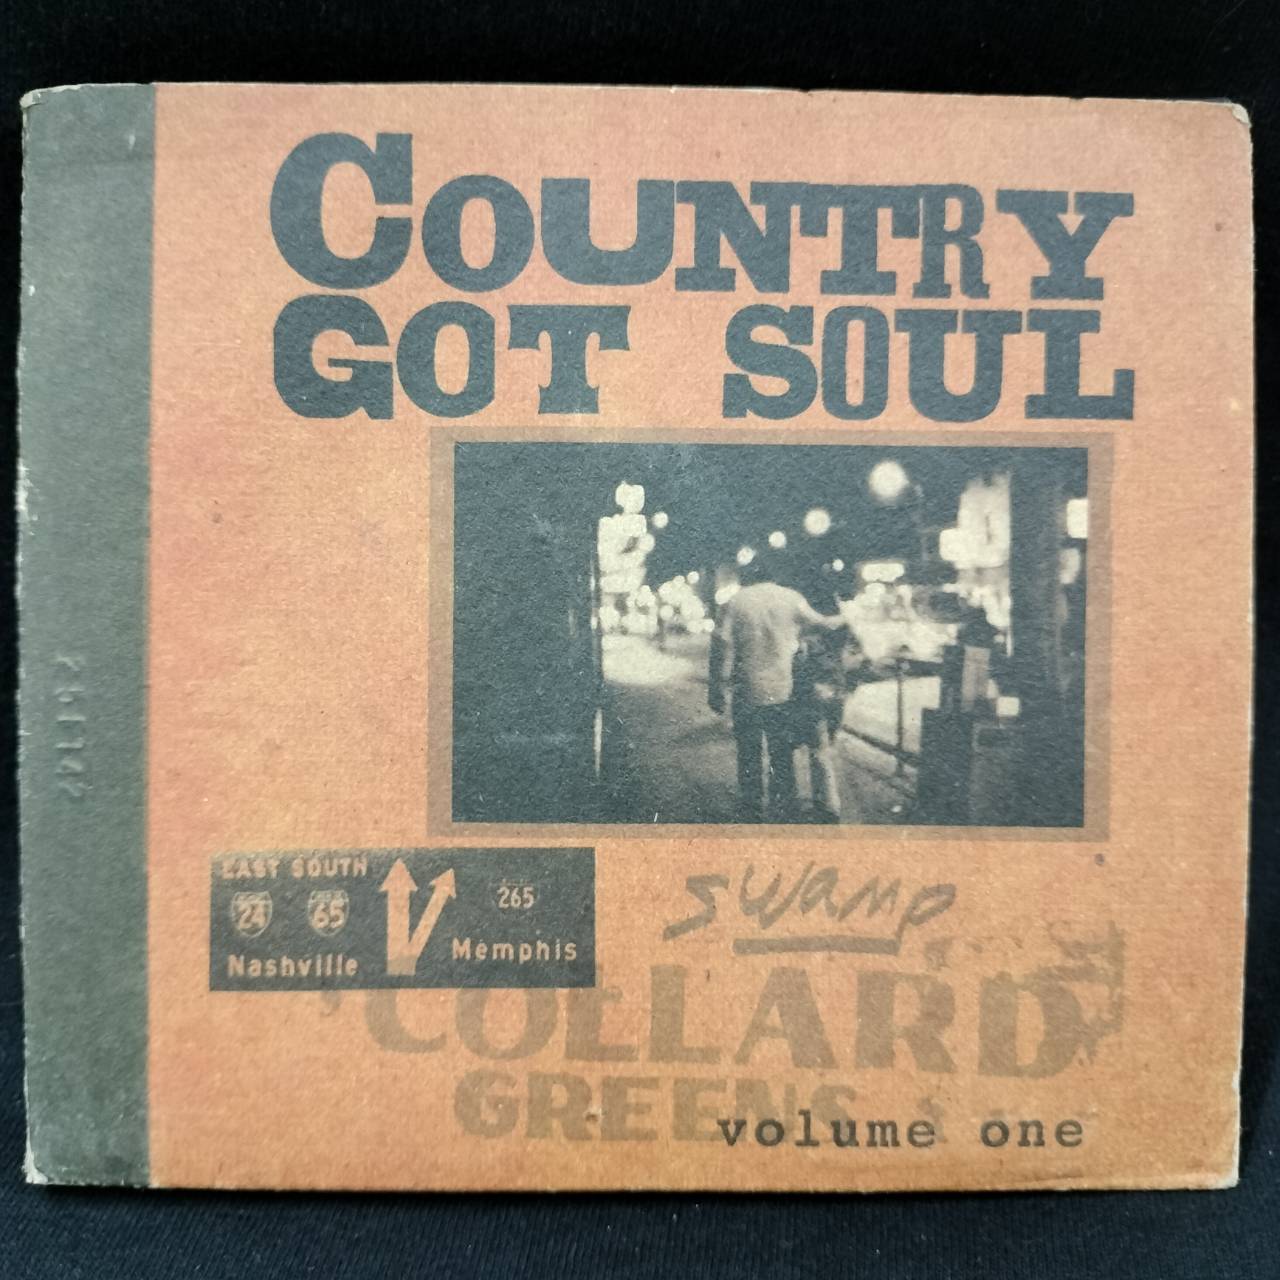 COUNTRY
GOT SOUL
EAST SOUTH
24 65 265
Nashville Memphis
swamp
COLLARD
GREENS
volume one